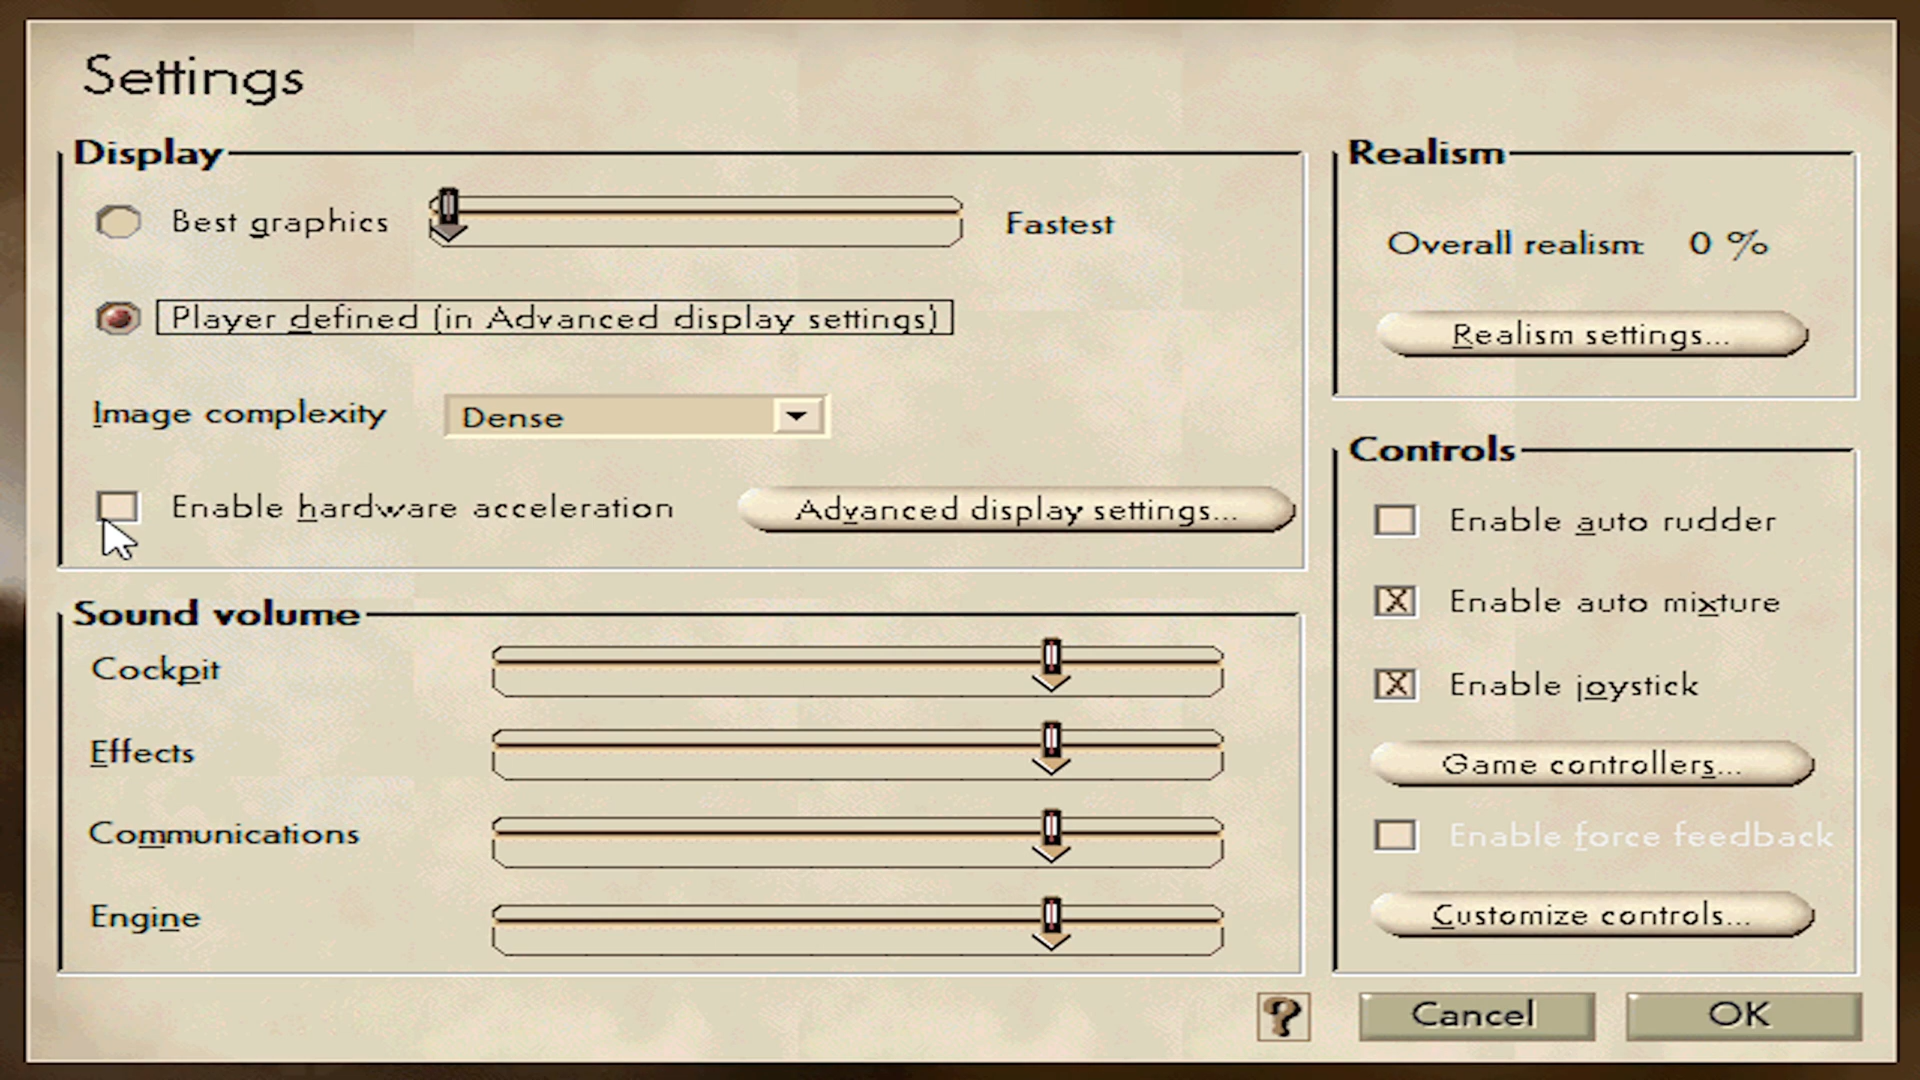 Settings
Display
Best graphics
Fastest
Player defined (in Advanced display settings)
Image complexity
Dense
Enable hardware acceleration
Advanced display settings...
Sound volume
Cockpit
Effects
Communications
Engine
Realism
Overall realism: 0 %
Realism settings...
Controls
Enable auto rudder
Enable auto mixture
Enable joystick
Game controllers...
Enable force feedback
Customize controls...
?
Cancel
OK